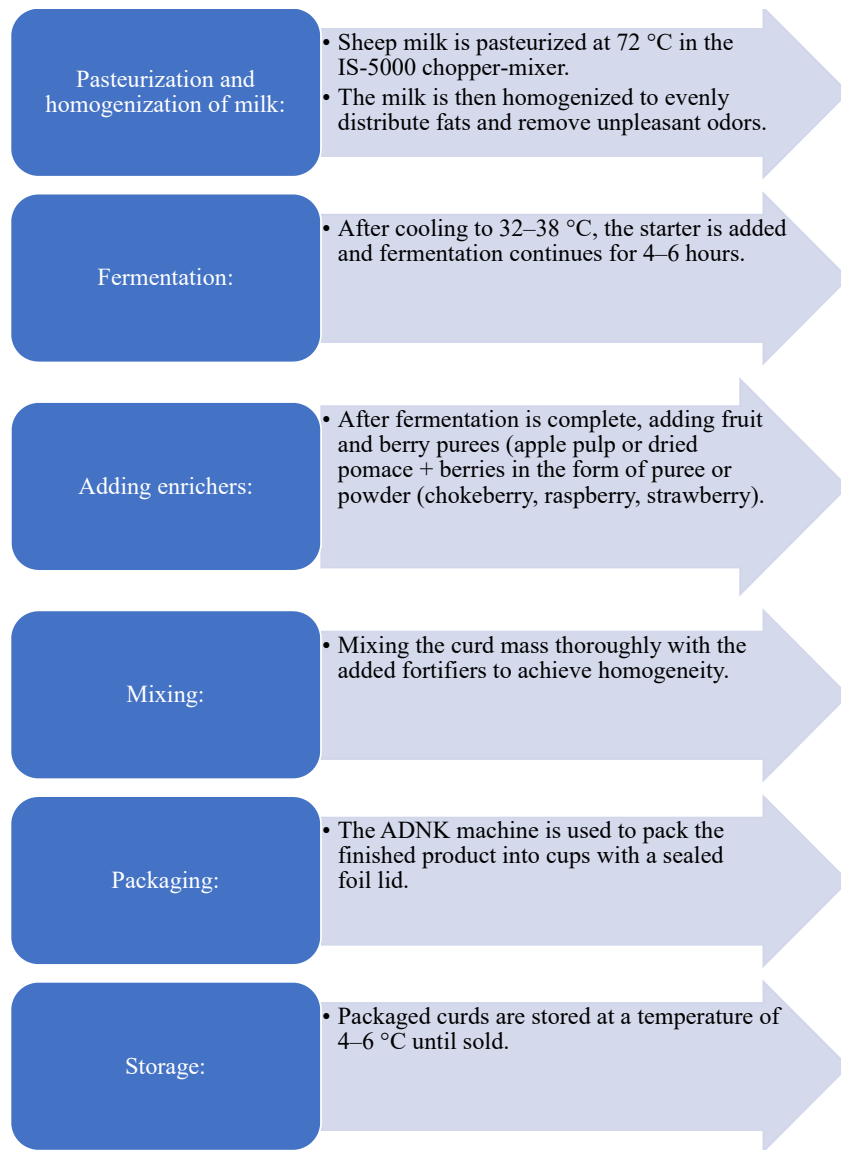 Pasteurization and
homogenization of milk:
• Sheep milk is pasteurized at 72 °C in the
IS-5000 chopper-mixer.
• The milk is then homogenized to evenly
distribute fats and remove unpleasant odors.
Fermentation:
• After cooling to 32–38 °C, the starter is added
and fermentation continues for 4–6 hours.
Adding enrichers:
• After fermentation is complete, adding fruit
and berry purees (apple pulp or dried
pomace + berries in the form of puree or
powder (chokeberry, raspberry, strawberry).
Mixing:
• Mixing the curd mass thoroughly with the
added fortifiers to achieve homogeneity.
Packaging:
• The ADNK machine is used to pack the
finished product into cups with a sealed
foil lid.
Storage:
• Packaged curds are stored at a temperature of
4–6 °C until sold.